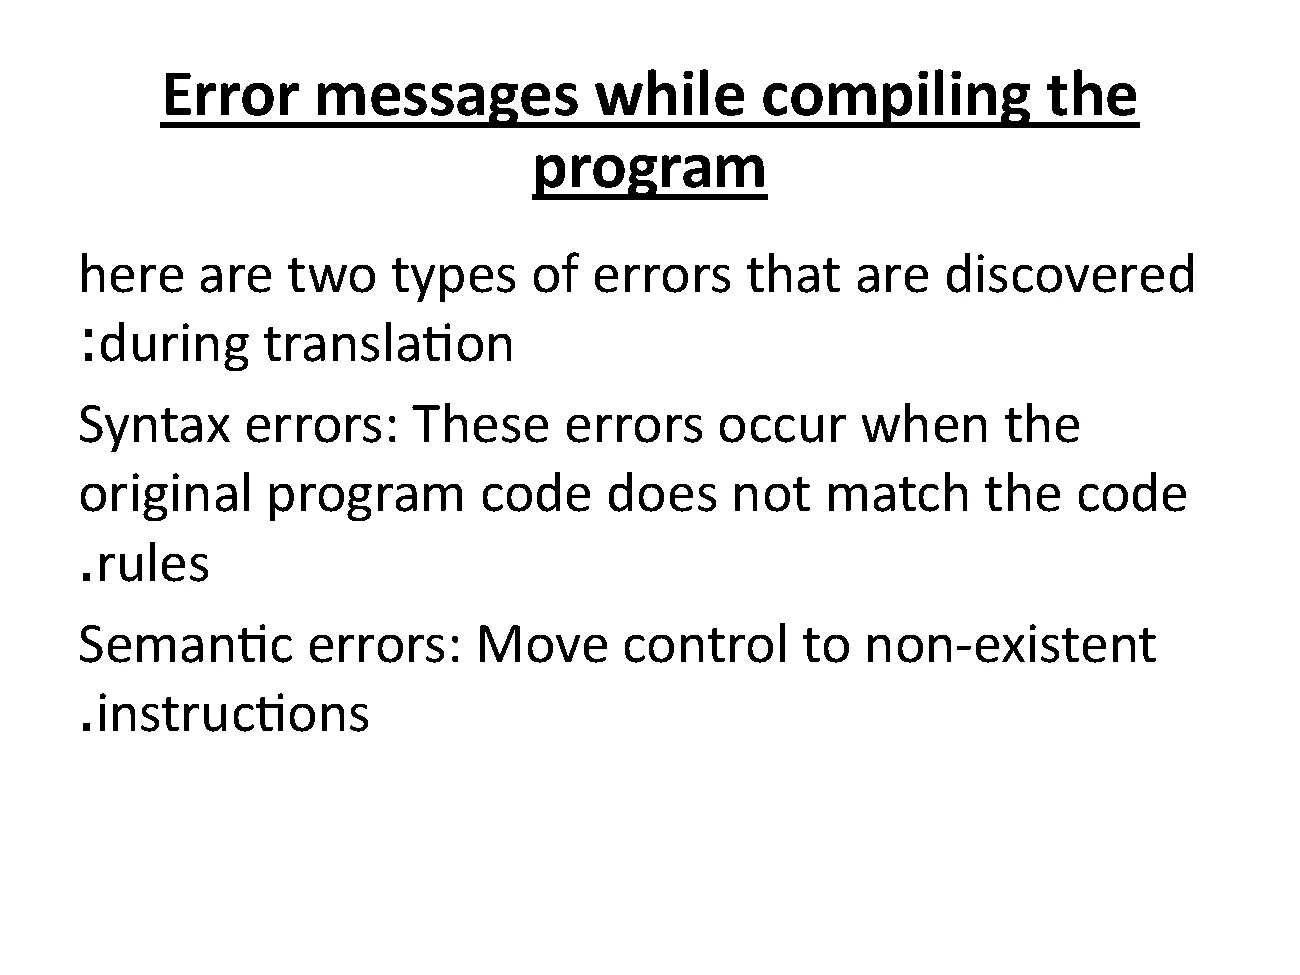 Error messages while compiling the
program
here are two types of errors that are discovered
:during translation
Syntax errors: These errors occur when the
original program code does not match the code
.rules
Semantic errors: Move control to non-existent
.instructions